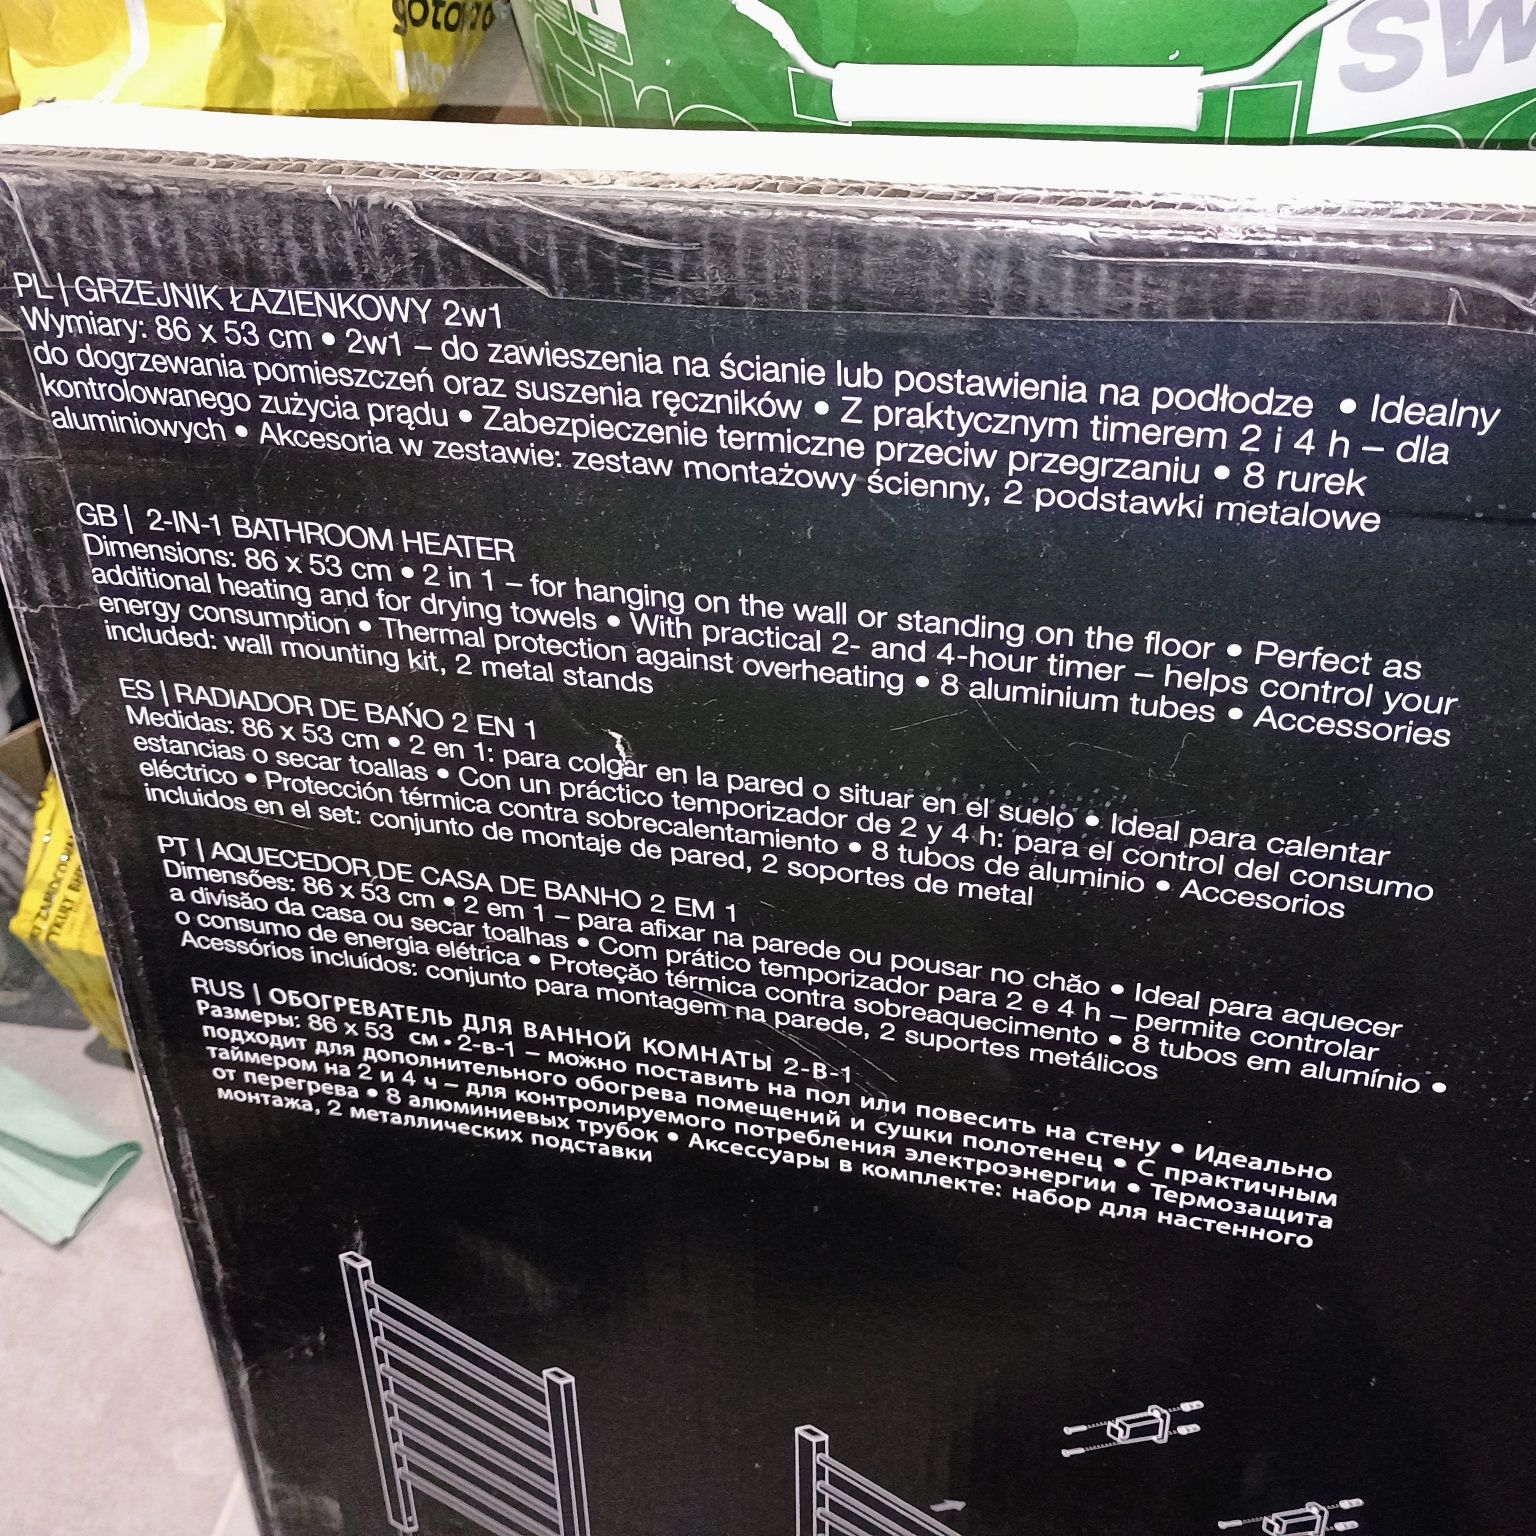 gotowa
SW
PL | GRZEJNIK ŁAZIENKOWY 2w1
Wymiary: 86 x 53 cm • 2w1 – do zawieszenia na ścianie lub postawienia na podłodze • Idealny
do dogrzewania pomieszczeń oraz suszenia ręczników • Z praktycznym timerem 2 i 4 h – dla
kontrolowanego zużycia prądu • Zabezpieczenie termiczne przeciw przegrzaniu • 8 rurek
aluminiowych • Akcesoria w zestawie: zestaw montażowy ścienny, 2 podstawki metalowe
GB | 2-IN-1 BATHROOM HEATER
Dimensions: 86 x 53 cm • 2 in 1 – for hanging on the wall or standing on the floor • Perfect as
additional heating and for drying towels • With practical 2- and 4-hour timer – helps control your
energy consumption • Thermal protection against overheating • 8 aluminium tubes • Accessories
included: wall mounting kit, 2 metal stands
ES | RADIADOR DE BAŃO 2 EN 1
Medidas: 86 x 53 cm • 2 en 1: para colgar en la pared o situar en el suelo • Ideal para calentar
estancias o secar toallas • Con un práctico temporizador de 2 y 4 h: para el control del consumo
eléctrico • Protección térmica contra sobrecalentamiento • 8 tubos de aluminio • Accesorios
incluidos en el set: conjunto de montaje de pared, 2 soportes de metal
PT | AQUECEDOR DE CASA DE BANHO 2 EM 1
Dimensões: 86 x 53 cm • 2 em 1 – para afixar na parede ou pousar no chão • Ideal para aquecer
a divisão da casa ou secar toalhas • Com prático temporizador para 2 e 4 h – permite controlar
o consumo de energia elétrica • Proteção térmica contra sobreaquecimento • 8 tubos em alumínio •
Acessórios incluídos: conjunto para montagem na parede, 2 suportes metálicos
RUS | ОБОГРЕВАТЕЛЬ ДЛЯ ВАННОЙ КОМНАТЫ 2-В-1
Размеры: 86 x 53 см • 2-в-1 – можно поставить на пол или повесить на стену • Идеально
подходит для дополнительного обогрева помещений и сушки полотенец • С практичным
таймером на 2 и 4 ч – для контролируемого потребления электроэнергии • Термозащита
от перегрева • 8 алюминиевых трубок • Аксессуары в комплекте: набор для настенного
монтажа, 2 металлических подставки